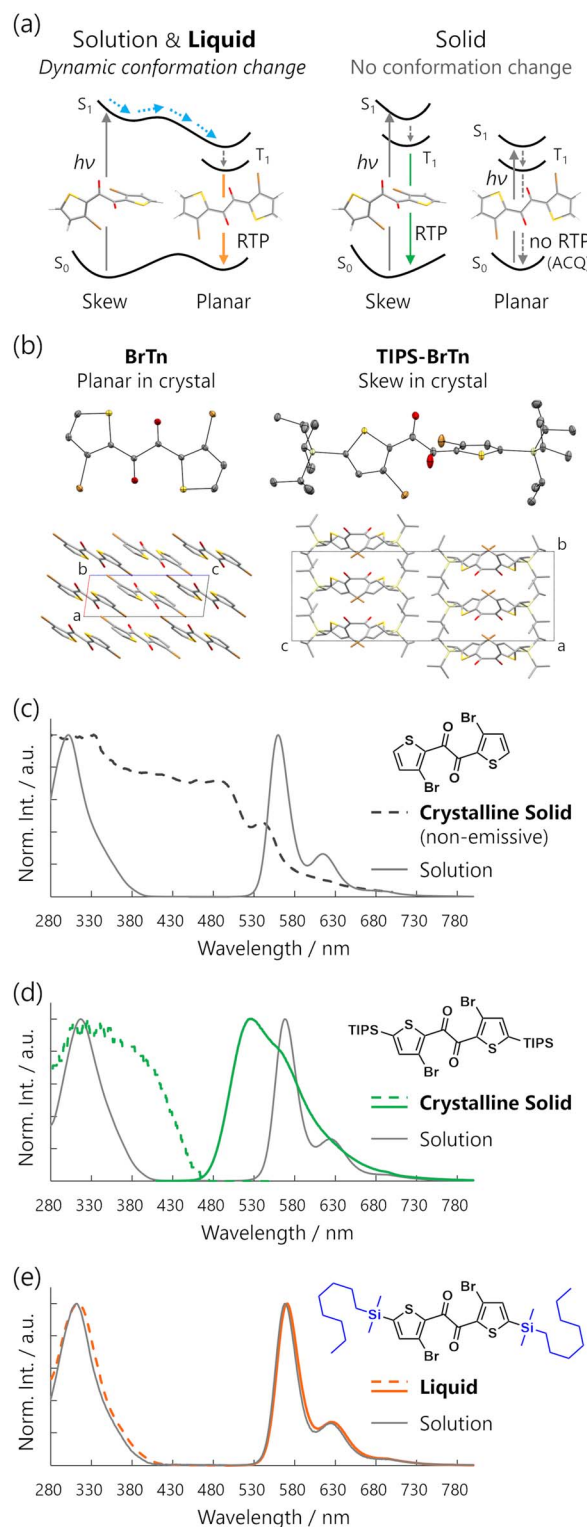 (a)
Solution & Liquid
Dynamic conformation change
Solid
No conformation change
S1
hν
T1
RTP
S0
Skew
Planar
S1
hν
T1
RTP
S0
Skew
S1
hν
T1
no RTP
(ACQ)
S0
Planar
(b)
BrTn
Planar in crystal
TIPS-BrTn
Skew in crystal
b
c
a
b
c
a
(c)
Norm. Int. / a.u.
S
Br
O
O
Br
S
Crystalline Solid
(non-emissive)
Solution
280 330 380 430 480 530 580 630 680 730 780
Wavelength / nm
(d)
Norm. Int. / a.u.
TIPS
S
Br
O
O
Br
S
TIPS
Crystalline Solid
Solution
280 330 380 430 480 530 580 630 680 730 780
Wavelength / nm
(e)
Norm. Int. / a.u.
Si
S
Br
O
O
Br
S
Si
Liquid
Solution
280 330 380 430 480 530 580 630 680 730 780
Wavelength / nm